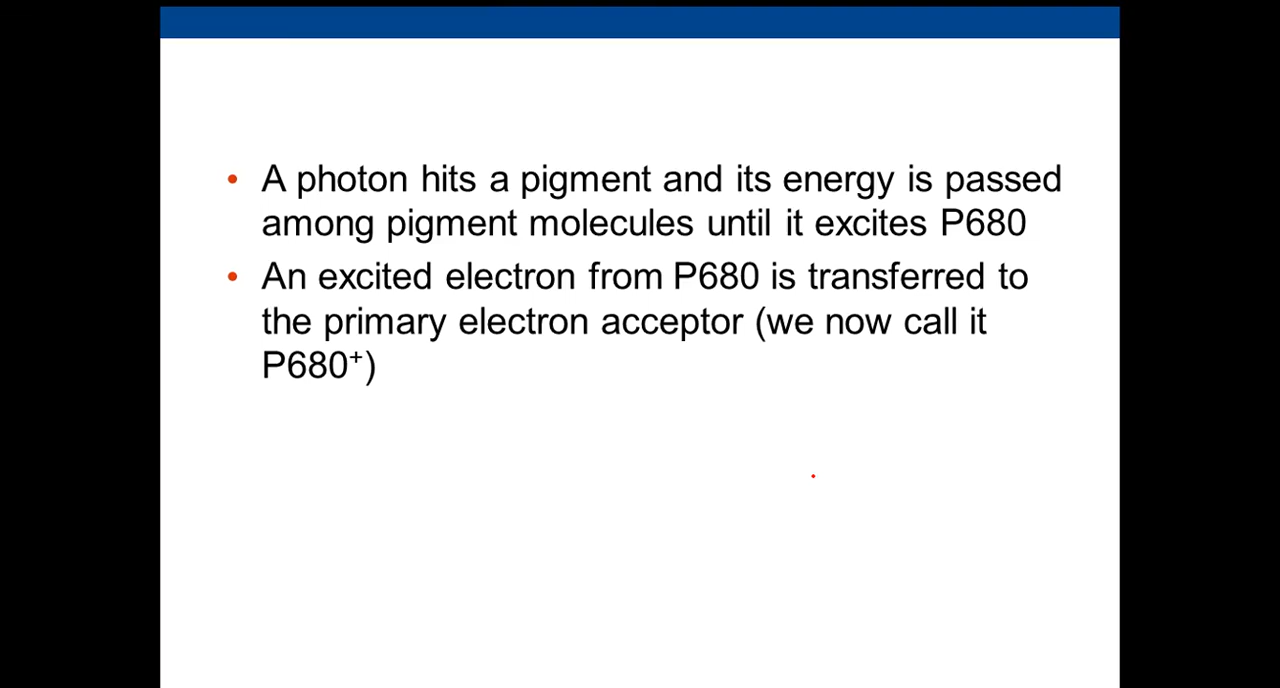 • A photon hits a pigment and its energy is passed
among pigment molecules until it excites P680
• An excited electron from P680 is transferred to
the primary electron acceptor (we now call it
P680⁺)